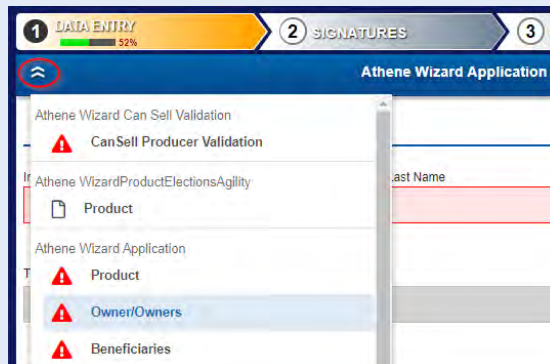 1 DATA ENTRY
52%
2 SIGNATURES
3
Athene Wizard Application
Athene Wizard Can Sell Validation
CanSell Producer Validation
Last Name
Athene WizardProductElectionsAgility
Product
Athene Wizard Application
Product
Owner/Owners
Beneficiaries